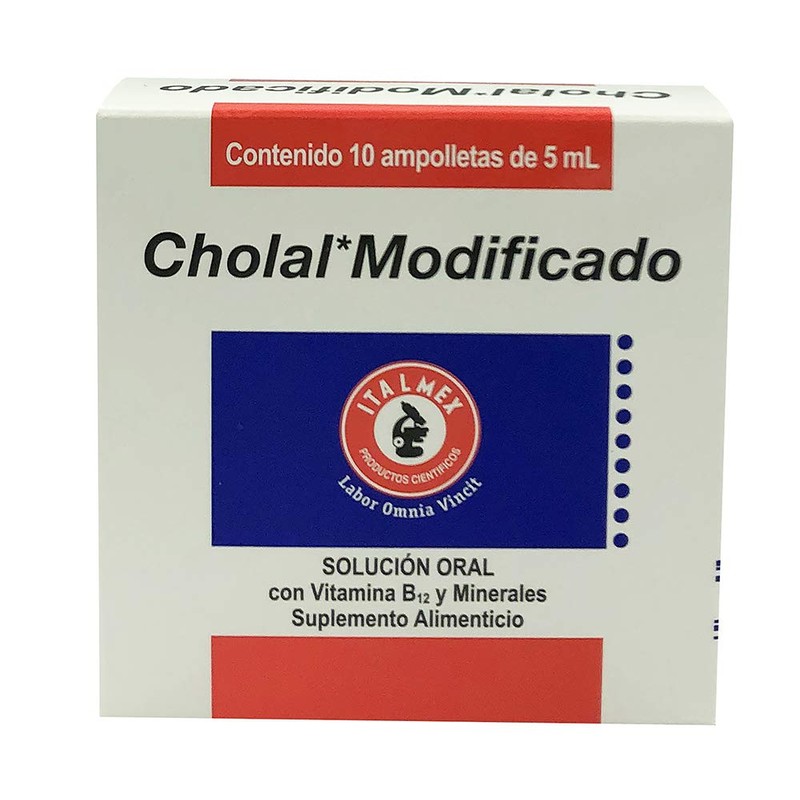 Cholal*Modificado
Contenido 10 ampolletas de 5 mL
Cholal*Modificado
ITALMEX
PRODUCTOS CIENTIFICOS
Labor Omnia Vincit
SOLUCIÓN ORAL
con Vitamina B₁₂ y Minerales
Suplemento Alimenticio